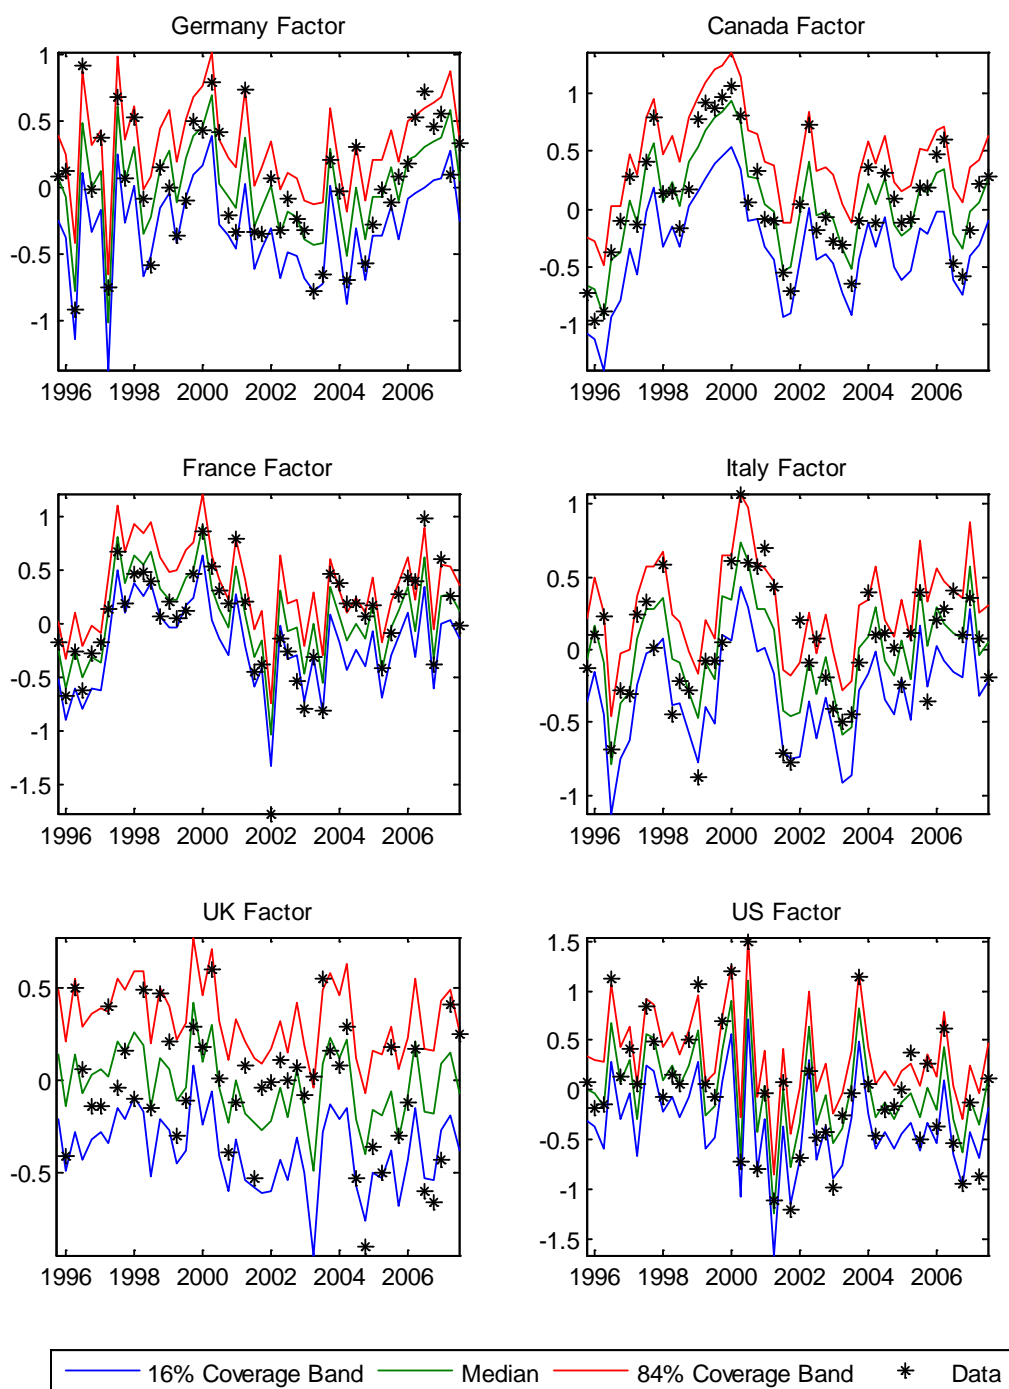 Germany Factor
Canada Factor
1
0.5
0
-0.5
-1
1996 1998 2000 2002 2004 2006
1
0.5
0
-0.5
-1
1996 1998 2000 2002 2004 2006
France Factor
Italy Factor
1
0.5
0
-0.5
-1
-1.5
1996 1998 2000 2002 2004 2006
1
0.5
0
-0.5
-1
1996 1998 2000 2002 2004 2006
UK Factor
US Factor
0.5
0
-0.5
1996 1998 2000 2002 2004 2006
1.5
1
0.5
0
-0.5
-1
-1.5
1996 1998 2000 2002 2004 2006
16% Coverage Band Median 84% Coverage Band Data